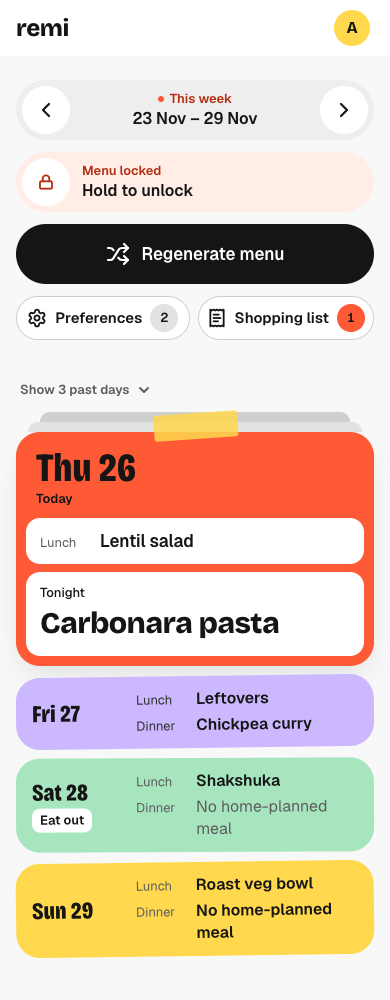 remi
A
This week
23 Nov – 29 Nov
Menu locked
Hold to unlock
Regenerate menu
Preferences 2
Shopping list 1
Show 3 past days
Thu 26
Today
Lunch Lentil salad
Tonight
Carbonara pasta
Fri 27
Lunch Leftovers
Dinner Chickpea curry
Sat 28
Eat out
Lunch Shakshuka
Dinner No home-planned
meal
Sun 29
Lunch Roast veg bowl
Dinner No home-planned
meal